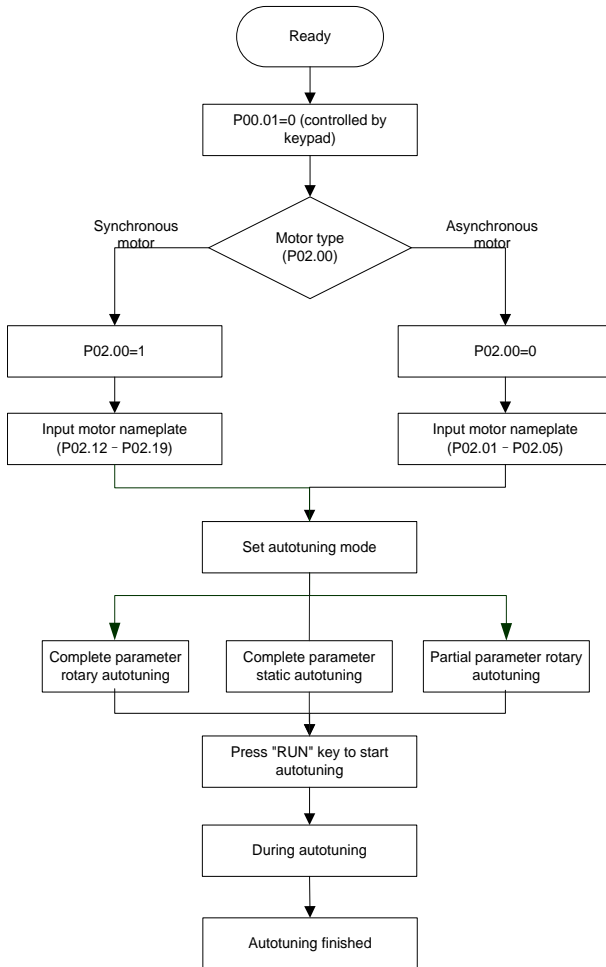 Ready
P00.01=0 (controlled by
keypad)
Synchronous
motor
Motor type
(P02.00)
Asynchronous
motor
P02.00=1
P02.00=0
Input motor nameplate
(P02.12－P02.19)
Input motor nameplate
(P02.01－P02.05)
Set autotuning mode
Complete parameter
rotary autotuning
Complete parameter
static autotuning
Partial parameter rotary
autotuning
Press "RUN" key to start
autotuning
During autotuning
Autotuning finished